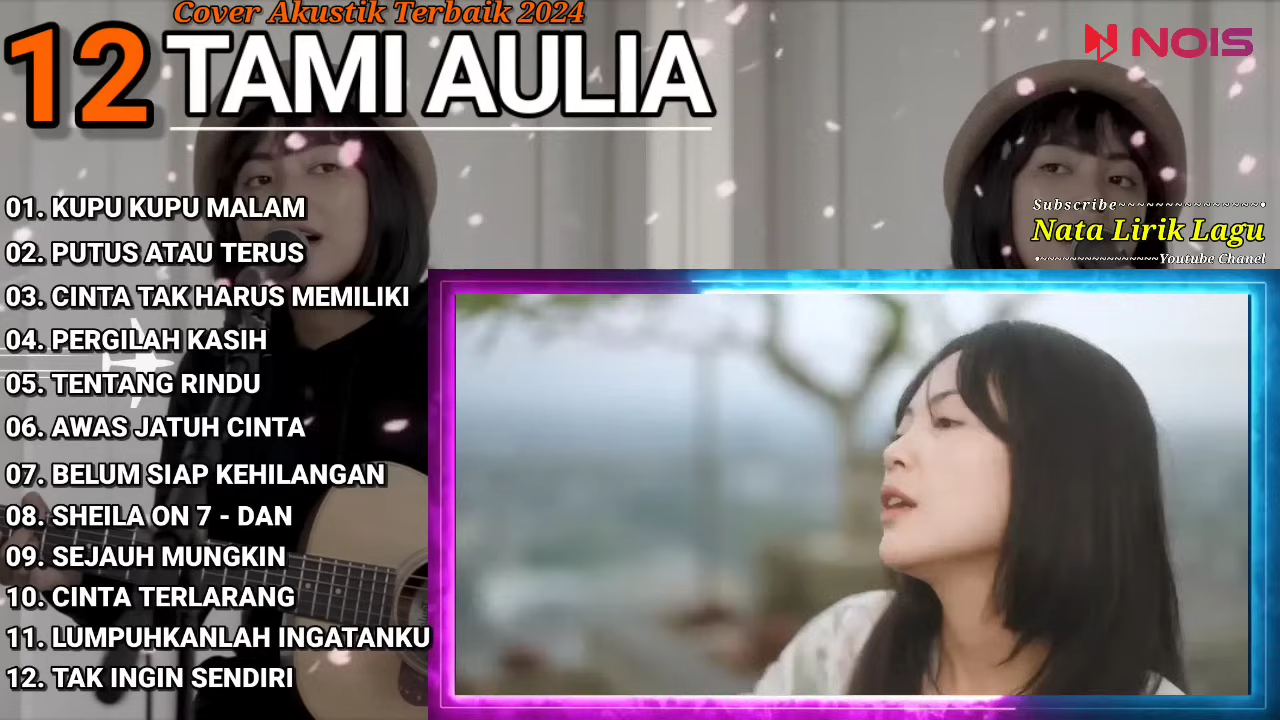 Cover Akustik Terbaik 2024
12 TAMI AULIA
NOIS
01. KUPU KUPU MALAM
02. PUTUS ATAU TERUS
03. CINTA TAK HARUS MEMILIKI
04. PERGILAH KASIH
05. TENTANG RINDU
06. AWAS JATUH CINTA
07. BELUM SIAP KEHILANGAN
08. SHEILA ON 7 - DAN
09. SEJAUH MUNGKIN
10. CINTA TERLARANG
11. LUMPUHKANLAH INGATANKU
12. TAK INGIN SENDIRI
Subscribe~~~~~~~~~~~~~~~•
Nata Lirik Lagu
•~~~~~~~~~~~~~~~~Youtube Chanel